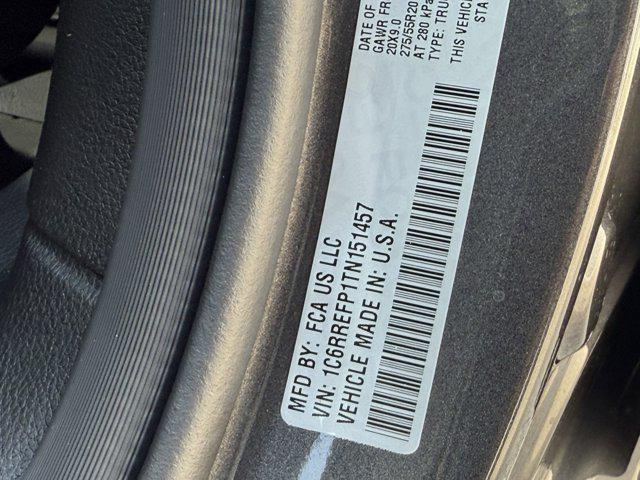 MFD BY: FCA US LLC
VIN: 1C6RREFP1TN151457
VEHICLE MADE IN: U.S.A.
DATE OF
GAWR FR
20X9.0
275/55R20
AT 280 kPa
TYPE: TRU
THIS VEHIC
STA